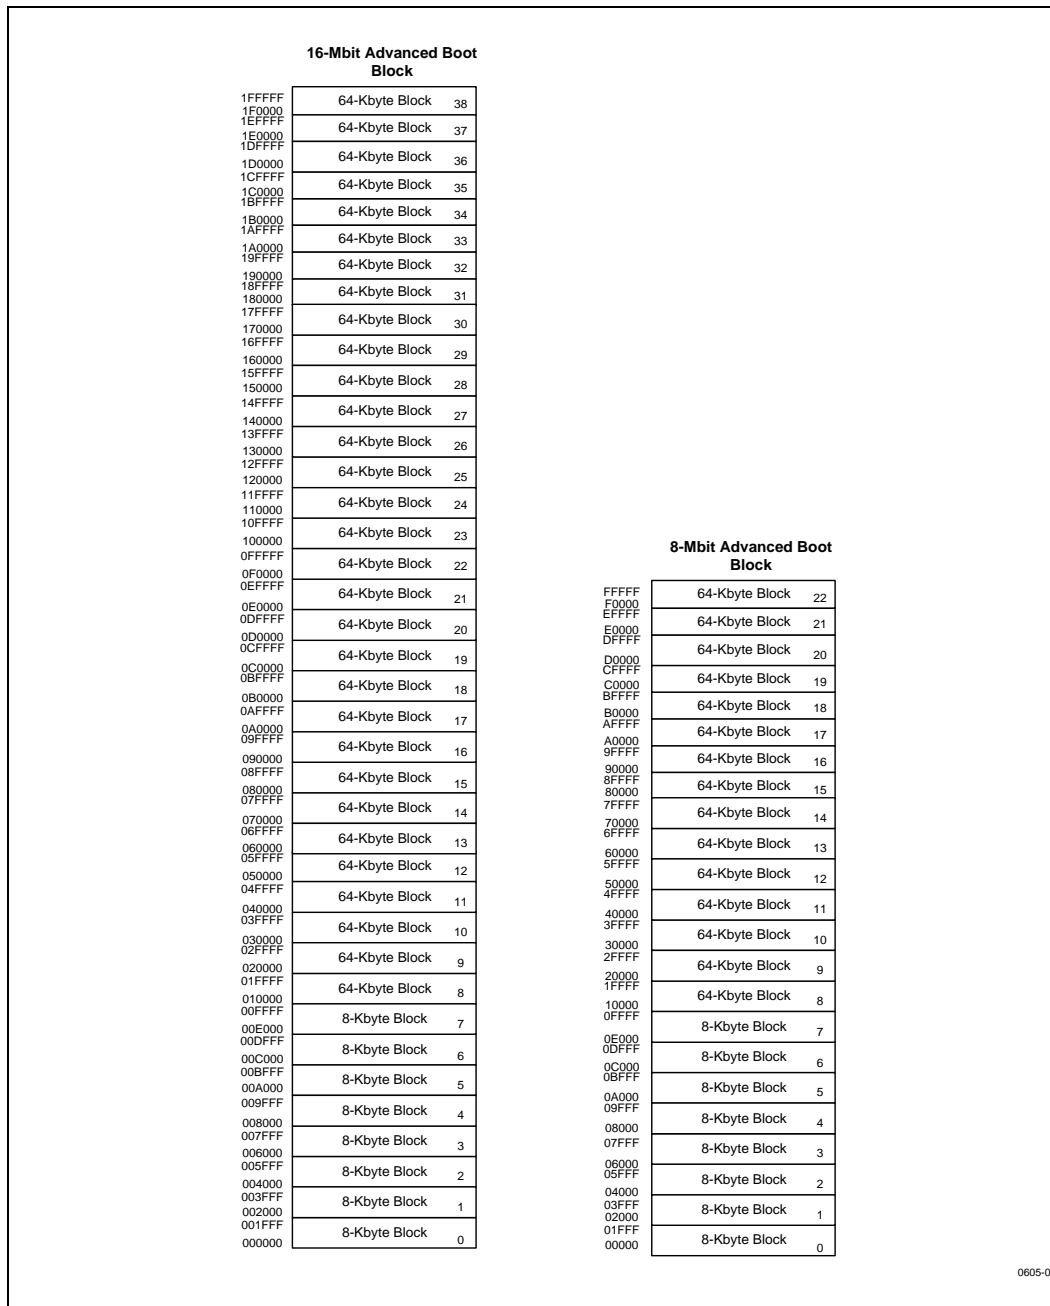 16-Mbit Advanced Boot
Block
1FFFFF
64-Kbyte Block 38
1F0000
1EFFFF
64-Kbyte Block 37
1E0000
1DFFFF
64-Kbyte Block 36
1D0000
1CFFFF
64-Kbyte Block 35
1C0000
1BFFFF
64-Kbyte Block 34
1B0000
1AFFFF
64-Kbyte Block 33
1A0000
19FFFF
64-Kbyte Block 32
190000
18FFFF
64-Kbyte Block 31
180000
17FFFF
64-Kbyte Block 30
170000
16FFFF
64-Kbyte Block 29
160000
15FFFF
64-Kbyte Block 28
150000
14FFFF
64-Kbyte Block 27
140000
13FFFF
64-Kbyte Block 26
130000
12FFFF
64-Kbyte Block 25
120000
11FFFF
64-Kbyte Block 24
110000
10FFFF
64-Kbyte Block 23
100000
0FFFFF
64-Kbyte Block 22
0F0000
0EFFFF
64-Kbyte Block 21
0E0000
0DFFFF
64-Kbyte Block 20
0D0000
0CFFFF
64-Kbyte Block 19
0C0000
0BFFFF
64-Kbyte Block 18
0B0000
0AFFFF
64-Kbyte Block 17
0A0000
09FFFF
64-Kbyte Block 16
090000
08FFFF
64-Kbyte Block 15
080000
07FFFF
64-Kbyte Block 14
070000
06FFFF
64-Kbyte Block 13
060000
05FFFF
64-Kbyte Block 12
050000
04FFFF
64-Kbyte Block 11
040000
03FFFF
64-Kbyte Block 10
030000
02FFFF
64-Kbyte Block 9
020000
01FFFF
64-Kbyte Block 8
010000
00FFFF
8-Kbyte Block 7
00E000
00DFFF
8-Kbyte Block 6
00C000
00BFFF
8-Kbyte Block 5
00A000
009FFF
8-Kbyte Block 4
008000
007FFF
8-Kbyte Block 3
006000
005FFF
8-Kbyte Block 2
004000
003FFF
8-Kbyte Block 1
002000
001FFF
8-Kbyte Block 0
000000
8-Mbit Advanced Boot
Block
FFFFF
64-Kbyte Block 22
F0000
EFFFF
64-Kbyte Block 21
E0000
DFFFF
64-Kbyte Block 20
D0000
CFFFF
64-Kbyte Block 19
C0000
BFFFF
64-Kbyte Block 18
B0000
AFFFF
64-Kbyte Block 17
A0000
9FFFF
64-Kbyte Block 16
90000
8FFFF
64-Kbyte Block 15
80000
7FFFF
64-Kbyte Block 14
70000
6FFFF
64-Kbyte Block 13
60000
5FFFF
64-Kbyte Block 12
50000
4FFFF
64-Kbyte Block 11
40000
3FFFF
64-Kbyte Block 10
30000
2FFFF
64-Kbyte Block 9
20000
1FFFF
64-Kbyte Block 8
10000
0FFFF
8-Kbyte Block 7
0E000
0DFFF
8-Kbyte Block 6
0C000
0BFFF
8-Kbyte Block 5
0A000
09FFF
8-Kbyte Block 4
08000
07FFF
8-Kbyte Block 3
06000
05FFF
8-Kbyte Block 2
04000
03FFF
8-Kbyte Block 1
02000
01FFF
8-Kbyte Block 0
00000
0605-0